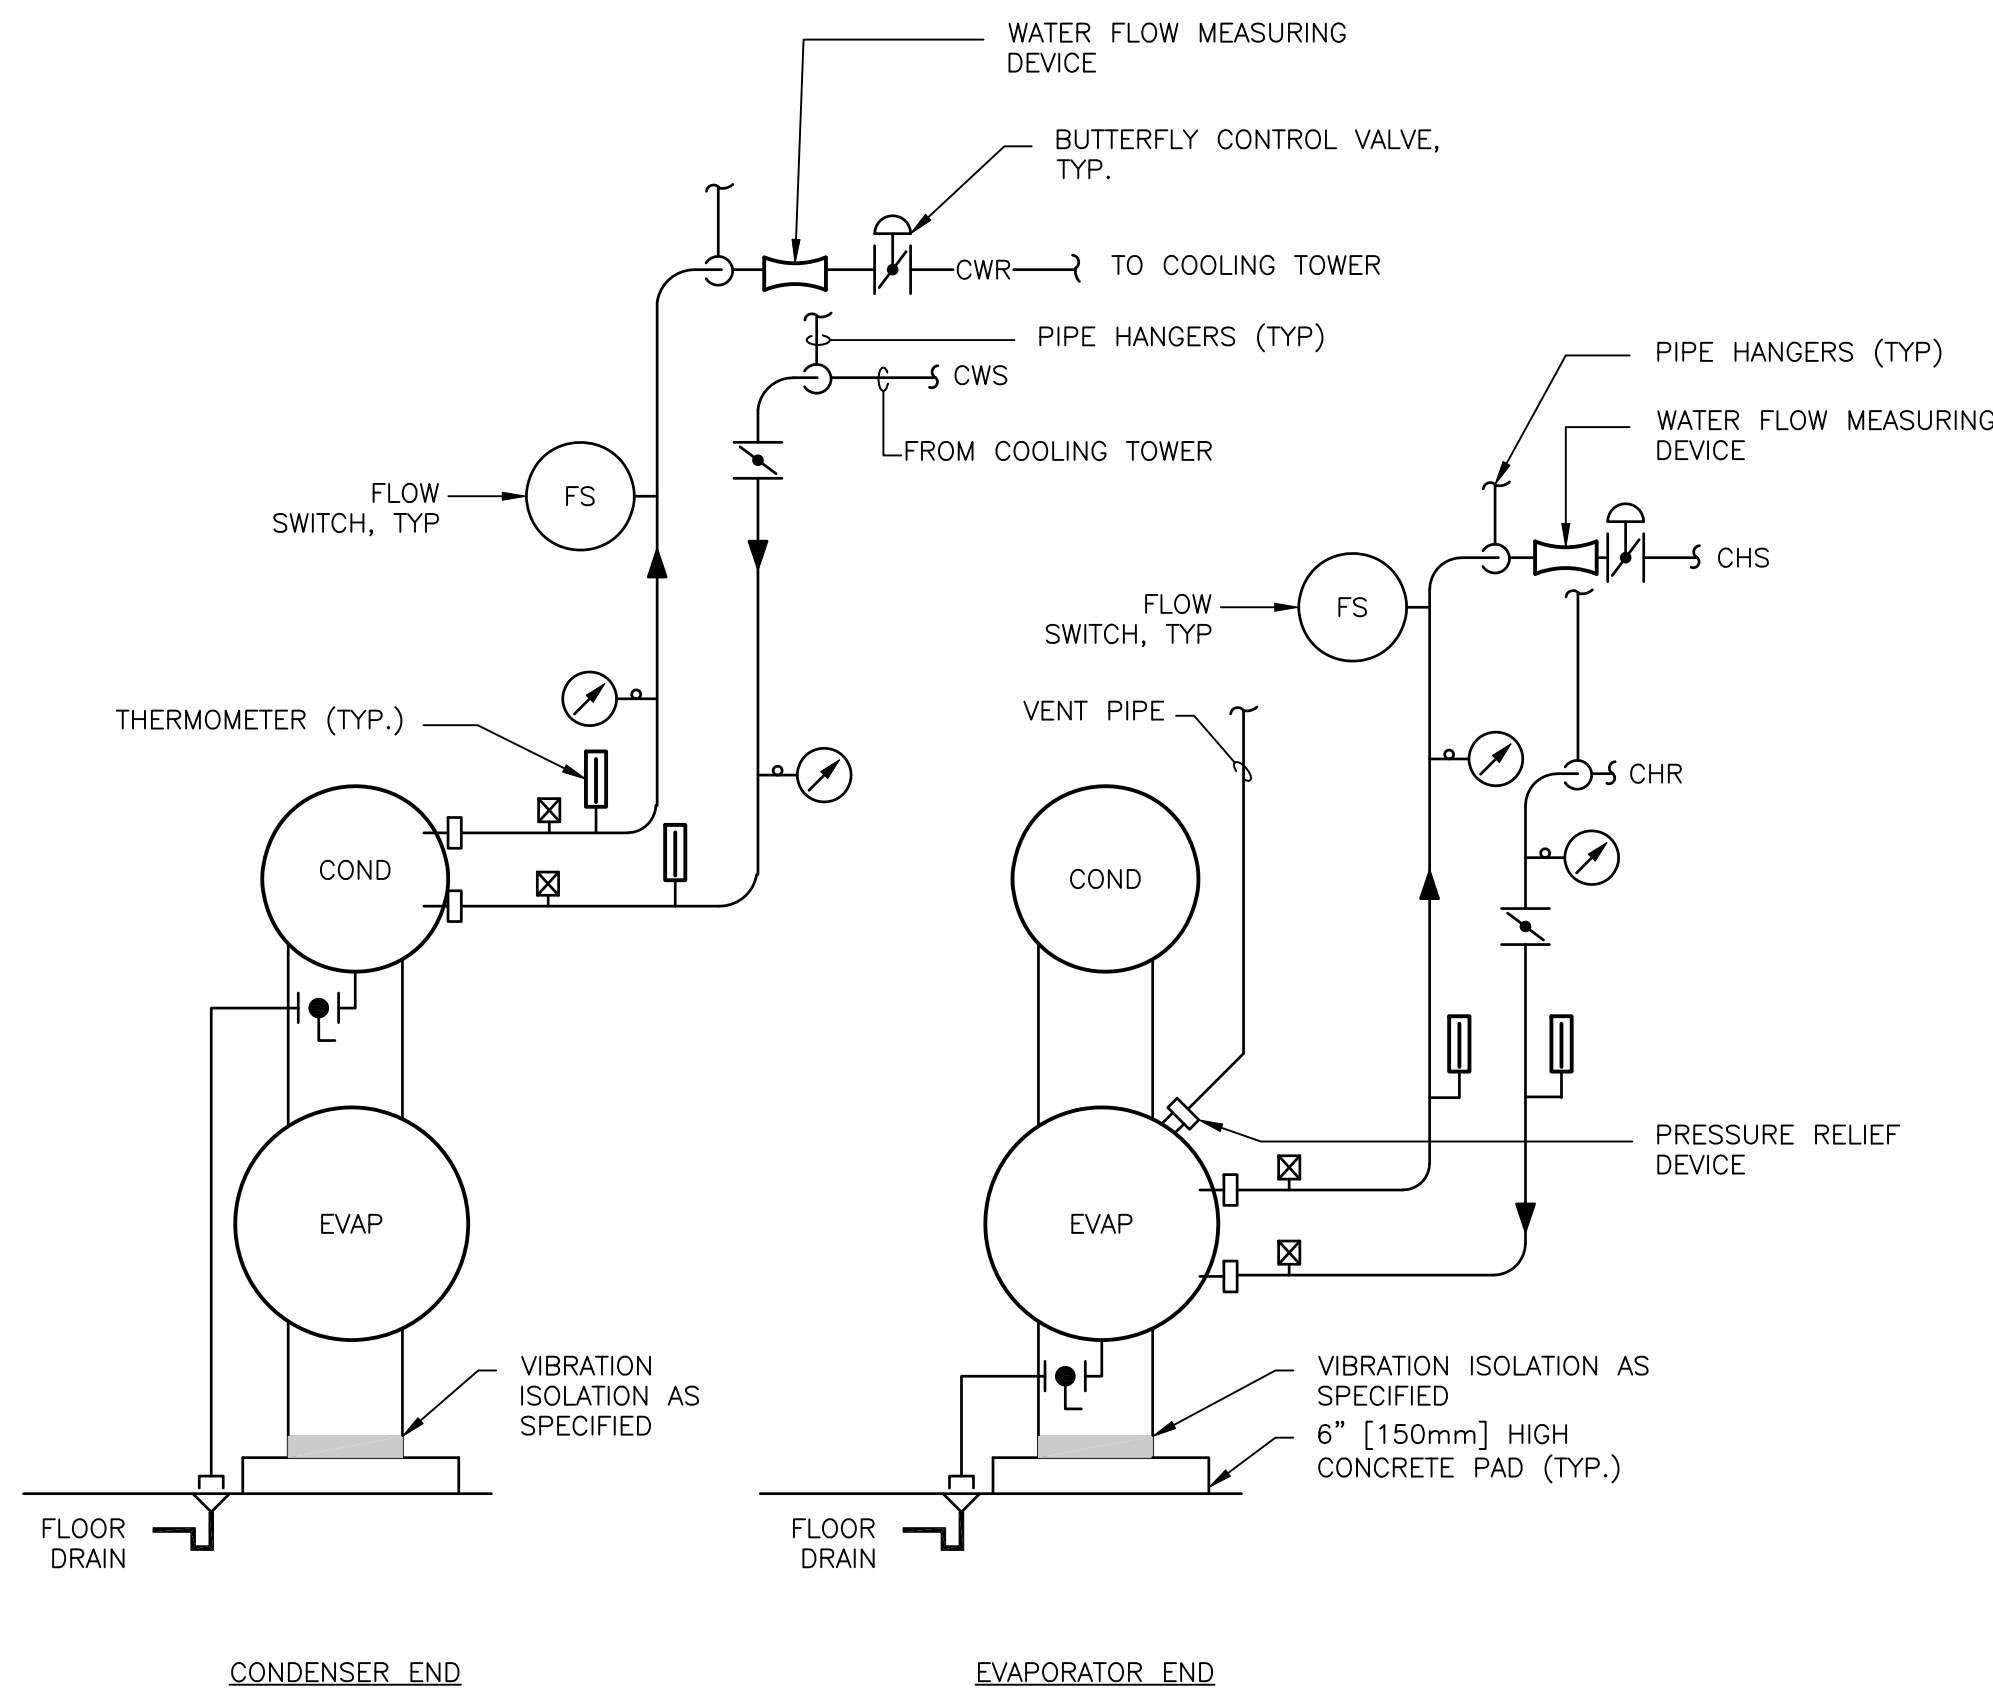 WATER FLOW MEASURING
DEVICE
BUTTERFLY CONTROL VALVE,
TYP.
CWR
TO COOLING TOWER
PIPE HANGERS (TYP)
CWS
FROM COOLING TOWER
FLOW
SWITCH, TYP
FS
THERMOMETER (TYP.)
COND
EVAP
VIBRATION
ISOLATION AS
SPECIFIED
FLOOR
DRAIN
CONDENSER END
PIPE HANGERS (TYP)
WATER FLOW MEASURING
DEVICE
CHS
FLOW
SWITCH, TYP
FS
VENT PIPE
CHR
COND
PRESSURE RELIEF
DEVICE
EVAP
VIBRATION ISOLATION AS
SPECIFIED
6" [150mm] HIGH
CONCRETE PAD (TYP.)
FLOOR
DRAIN
EVAPORATOR END